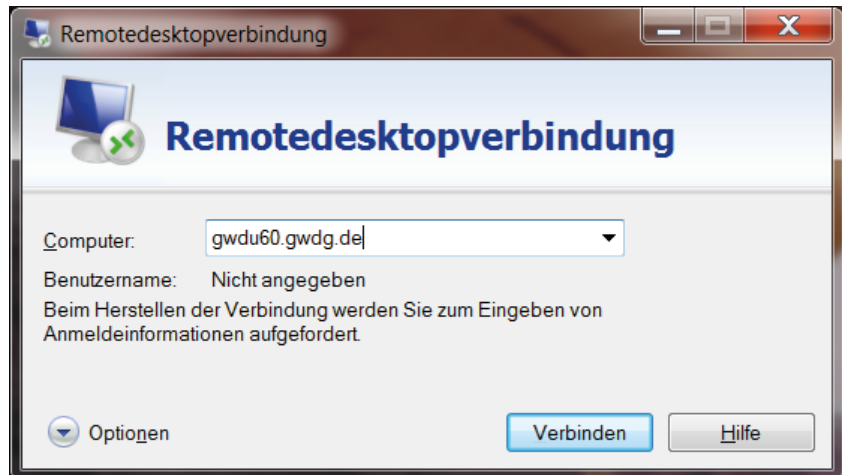 Remotedesktopverbindung
Remotedesktopverbindung
Computer: gwdu60.gwdg.de
Benutzername: Nicht angegeben
Beim Herstellen der Verbindung werden Sie zum Eingeben von
Anmeldeinformationen aufgefordert.
Optionen Verbinden Hilfe